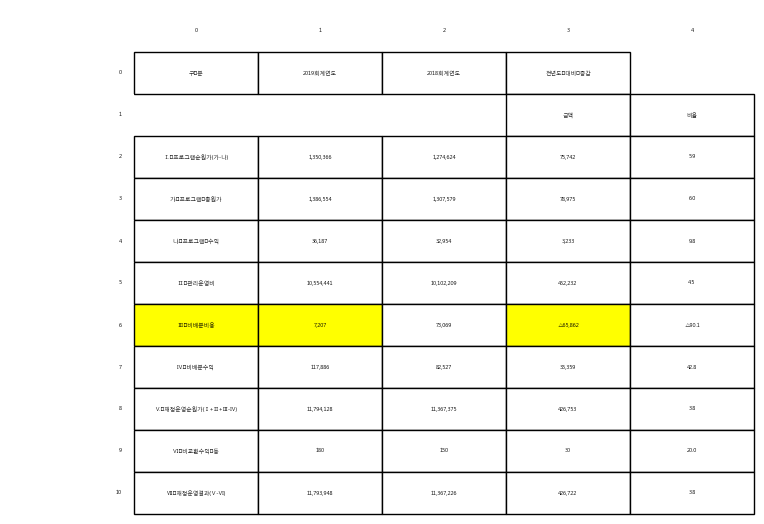 0 1 2 3 4
0 구분 2019회계연도 2018회계연도 전년도 대비 증감
1 금액 비율
2 Ⅰ. 프로그램순원가(가-나) 1,350,366 1,274,624 75,742 5.9
3 가. 프로그램 총원가 1,386,554 1,307,579 78,975 6.0
4 나. 프로그램 수익 36,187 32,954 3,233 9.8
5 Ⅱ. 관리운영비 10,554,441 10,102,209 452,232 4.5
6 Ⅲ. 비배분비용 7,207 73,069 △65,862 △90.1
7 Ⅳ. 비배분수익 117,886 82,527 35,359 42.8
8 Ⅴ. 재정운영순원가(Ⅰ+Ⅱ+Ⅲ-Ⅳ) 11,794,128 11,367,375 426,753 3.8
9 Ⅵ. 비교환수익 등 180 150 30 20.0
10 Ⅶ. 재정운영결과(Ⅴ-Ⅵ) 11,793,948 11,367,226 426,722 3.8